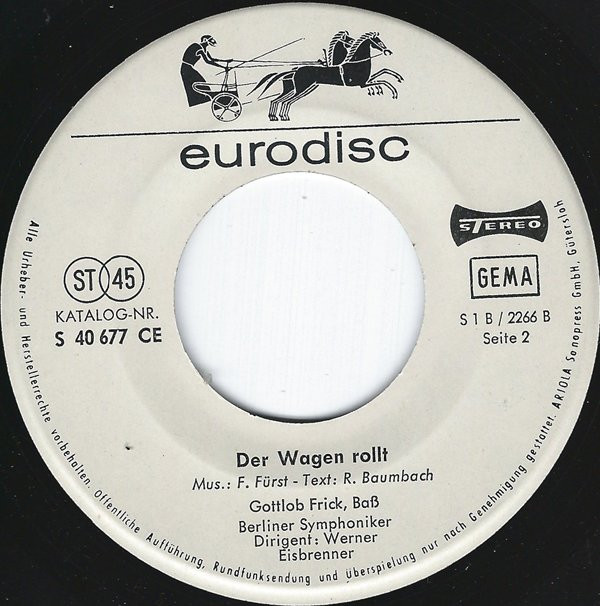 eurodisc
STEREO
ST 45
KATALOG-NR.
S 40 677 CE
GEMA
S 1 B / 2266 B
Seite 2
Der Wagen rollt
Mus.: F. Fürst - Text: R. Baumbach
Gottlob Frick, Baß
Berliner Symphoniker
Dirigent: Werner
Eisbrenner
Alle Urheber- und Herstellerrechte vorbehalten. Öffentliche Aufführung, Rundfunksendung und Überspielung nur nach Genehmigung gestattet. ARIOLA Sonopress GmbH, Gütersloh